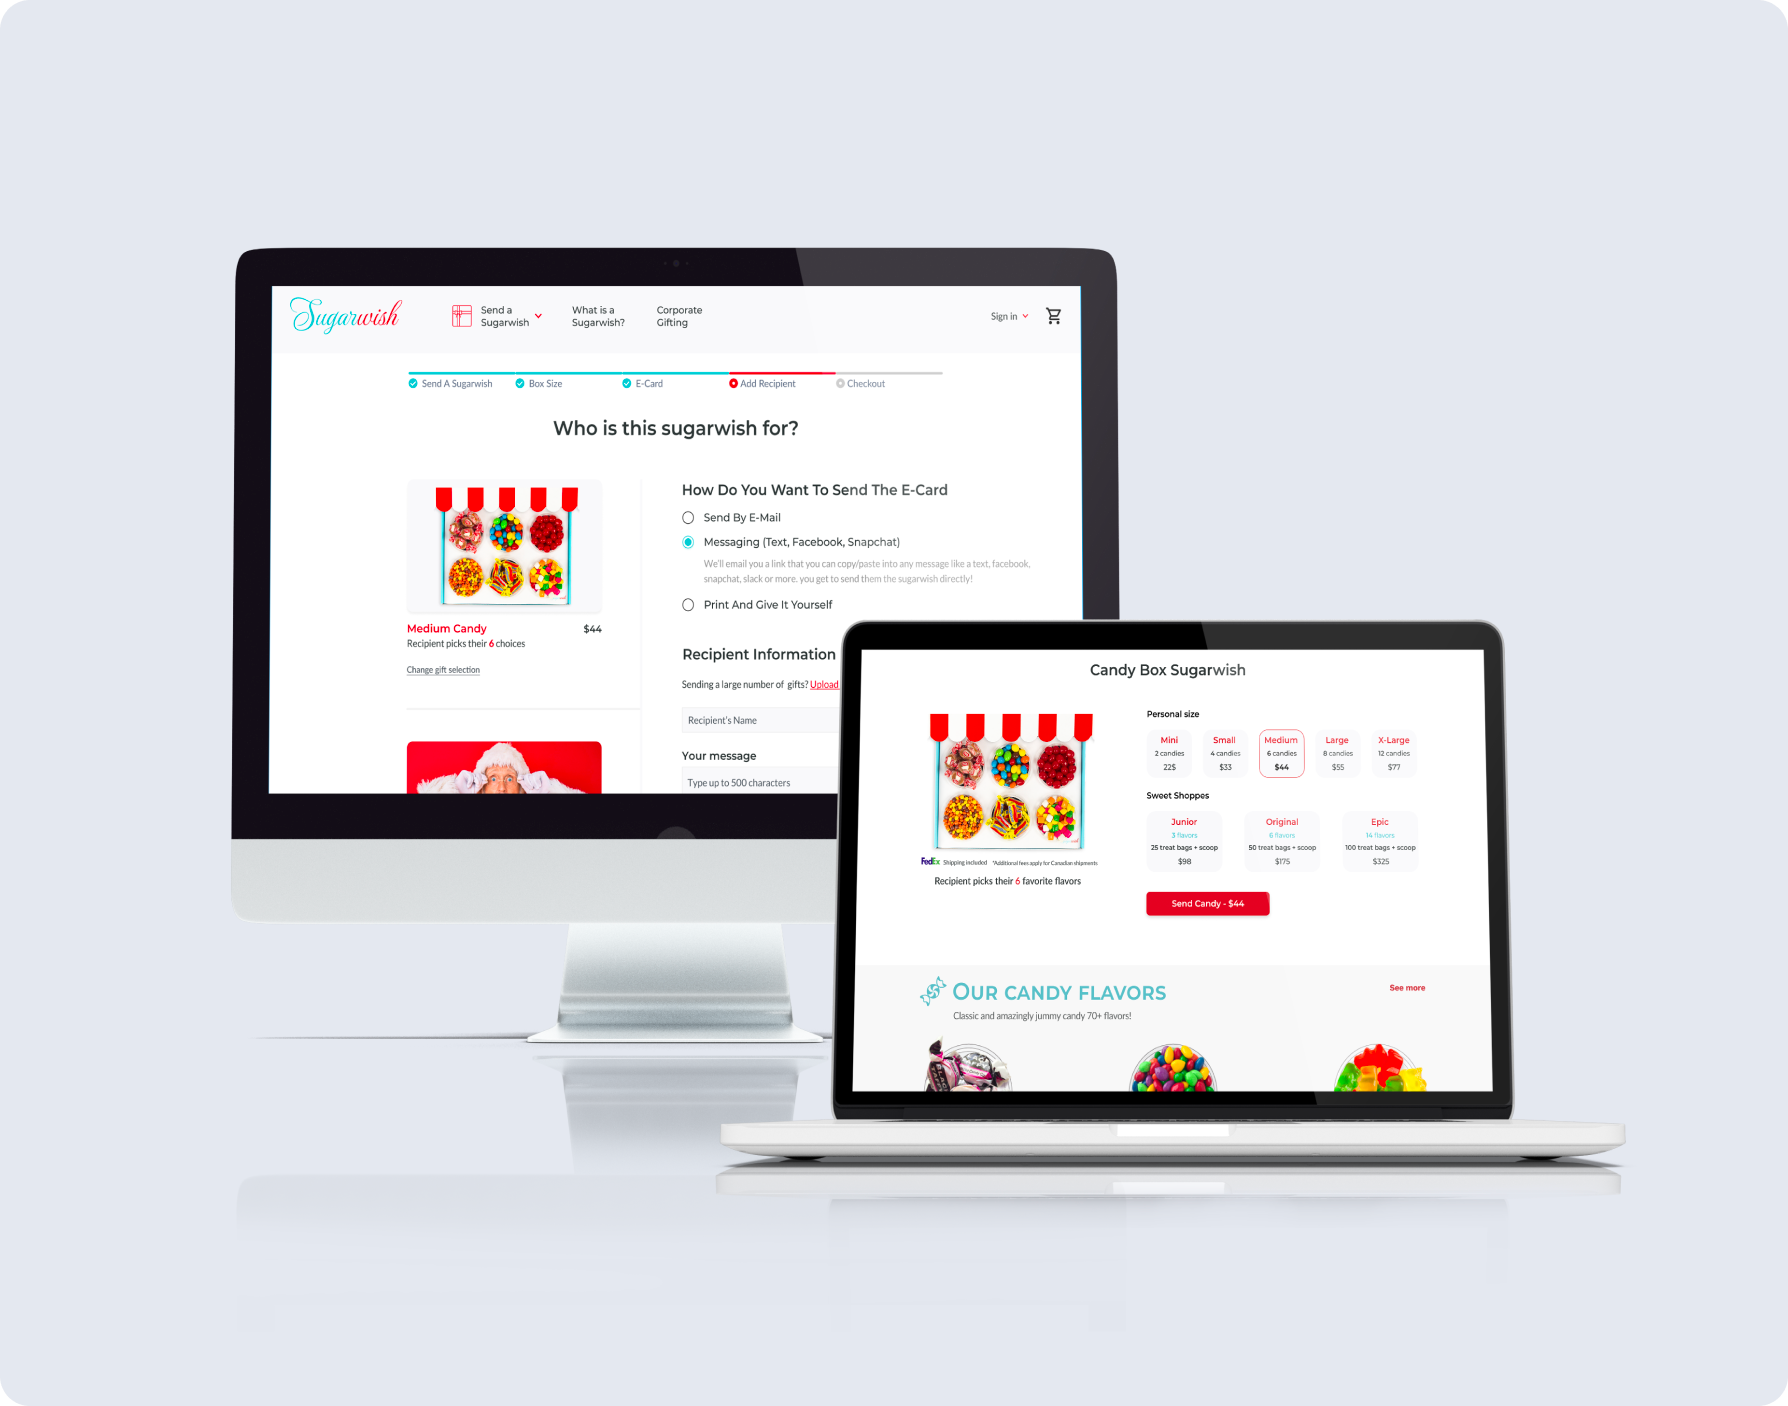 Sugarwish
Send a
Sugarwish
What is a
Sugarwish?
Corporate
Gifting
Sign in
Send A Sugarwish
Box Size
E-Card
Add Recipient
Checkout
Who is this sugarwish for?
Medium Candy
$44
Recipient picks their 6 choices
Change gift selection
How Do You Want To Send The E-Card
Send By E-Mail
Messaging (Text, Facebook, Snapchat)
We'll email you a link that you can copy/paste into any message like a text, facebook,
snapchat, slack or more. you get to send them the sugarwish directly!
Print And Give It Yourself
Recipient Information
Sending a large number of gifts? Upload
Recipient's Name
Your message
Type up to 500 characters
Candy Box Sugarwish
FedEx Shipping included *Additional fees apply for Canadian shipments
Recipient picks their 6 favorite flavors
Personal size
Mini
2 candies
22$
Small
4 candies
$33
Medium
6 candies
$44
Large
8 candies
$55
X-Large
12 candies
$77
Sweet Shoppes
Junior
3 flavors
25 treat bags + scoop
$98
Original
6 flavors
50 treat bags + scoop
$175
Epic
14 flavors
100 treat bags + scoop
$325
Send Candy - $44
OUR CANDY FLAVORS
See more
Classic and amazingly jummy candy 70+ flavors!